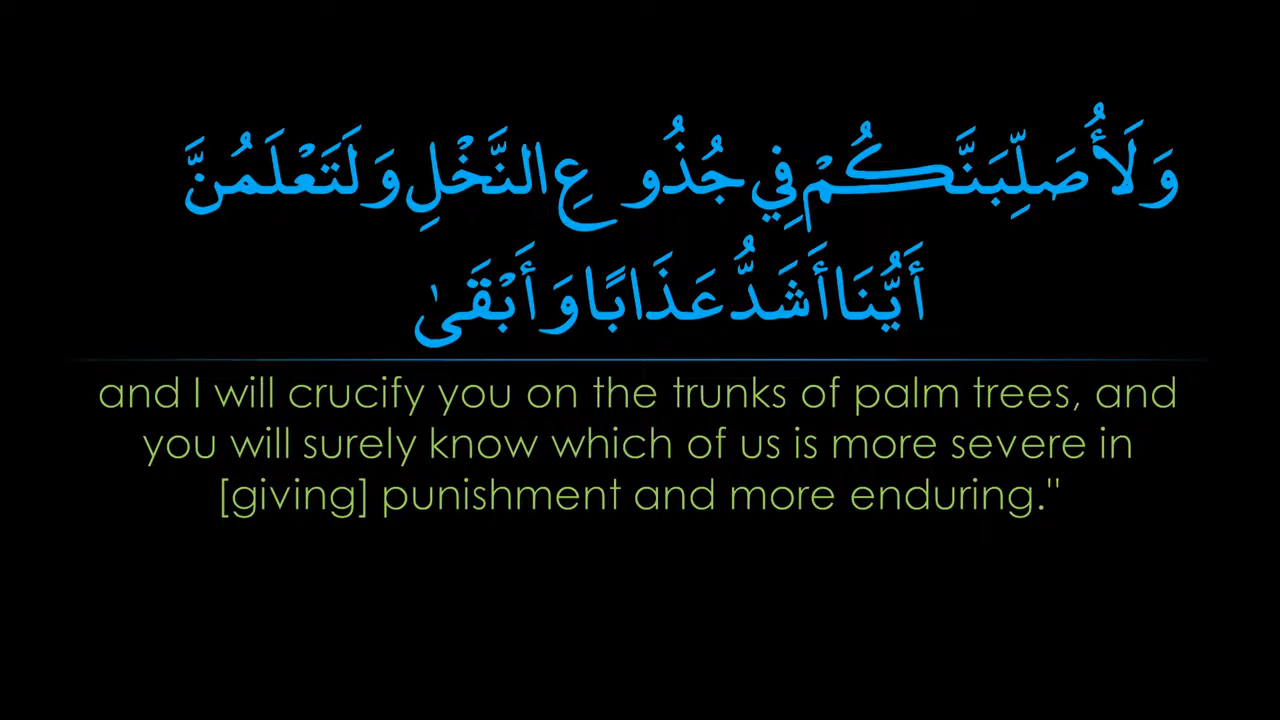 وَلَأُصَلِّبَنَّكُمْ فِي جُذُوعِ النَّخْلِ وَلَتَعْلَمُنَّ
أَيُّنَا أَشَدُّ عَذَابًا وَأَبْقَىٰ
and I will crucify you on the trunks of palm trees, and
you will surely know which of us is more severe in
[giving] punishment and more enduring."